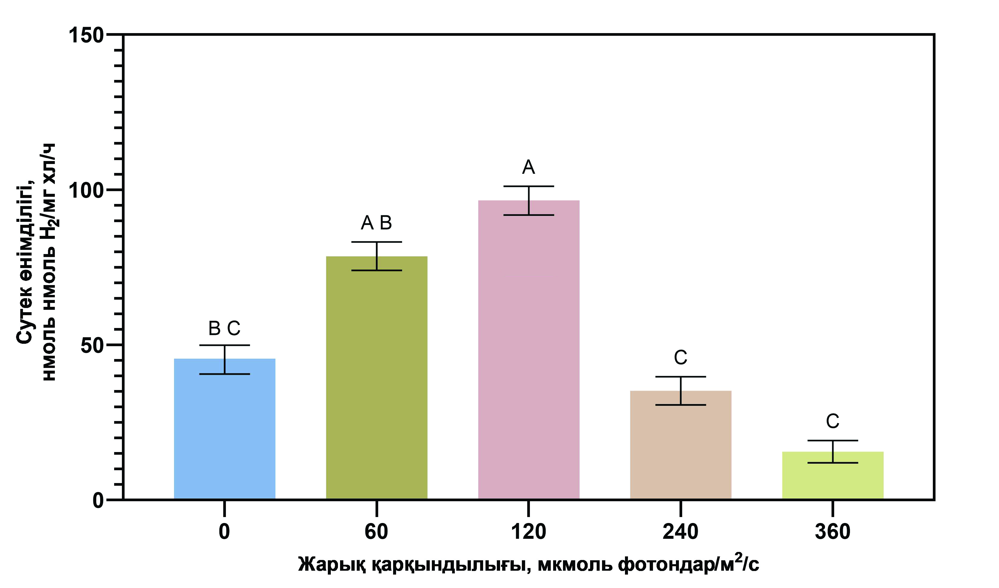 Сутек өнімділігі,
нмоль нмоль H₂/мг хл/ч
150
100
50
0
B C
A B
A
C
C
0 60 120 240 360
Жарық қарқындылығы, мкмоль фотондар/м²/с